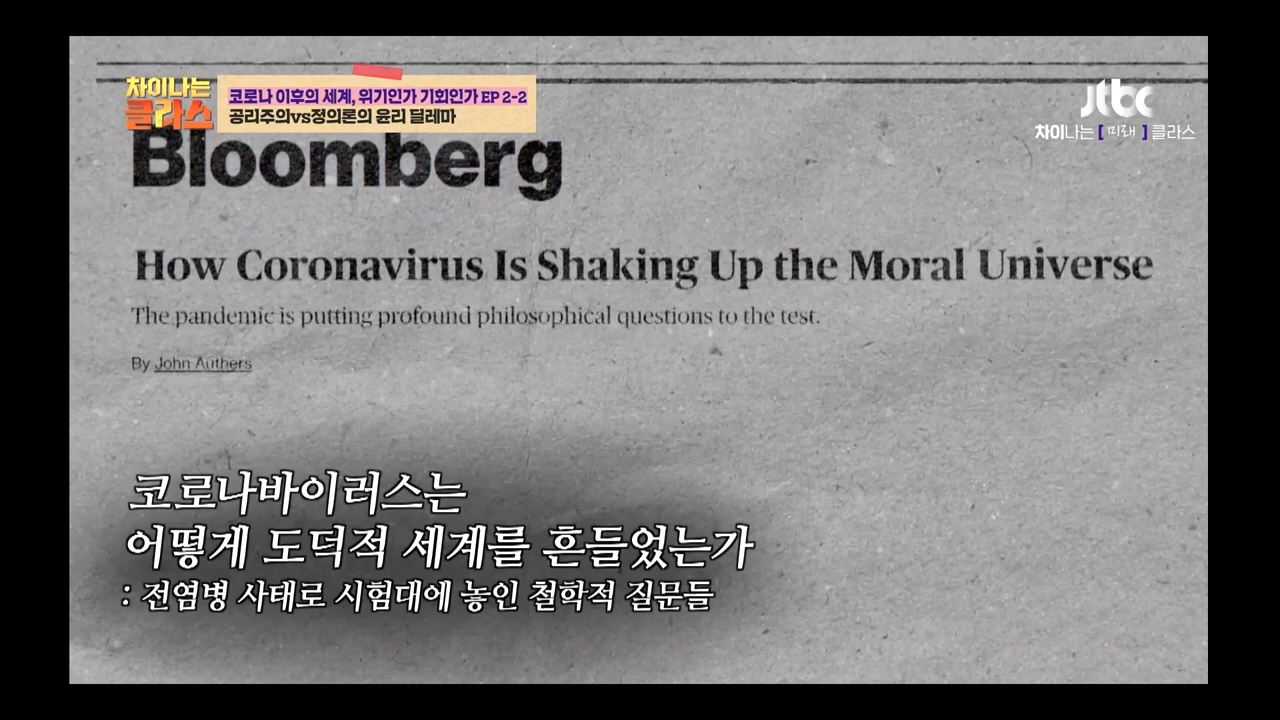 차이나는
클라스
코로나 이후의 세계, 위기인가 기회인가 EP 2-2
공리주의vs정의론의 윤리 딜레마
jtbc
차이나는 [미래] 클라스
Bloomberg
How Coronavirus Is Shaking Up the Moral Universe
The pandemic is putting profound philosophical questions to the test.
By John Authers
코로나바이러스는
어떻게 도덕적 세계를 흔들었는가
: 전염병 사태로 시험대에 놓인 철학적 질문들